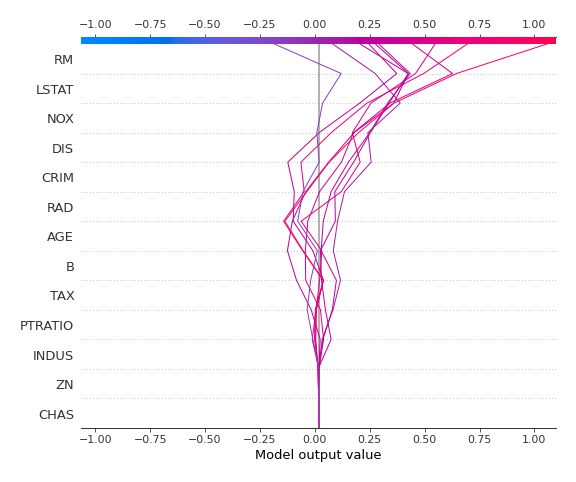 −1.00 −0.75 −0.50 −0.25 0.00 0.25 0.50 0.75 1.00
RM
LSTAT
NOX
DIS
CRIM
RAD
AGE
B
TAX
PTRATIO
INDUS
ZN
CHAS
−1.00 −0.75 −0.50 −0.25 0.00 0.25 0.50 0.75 1.00
Model output value